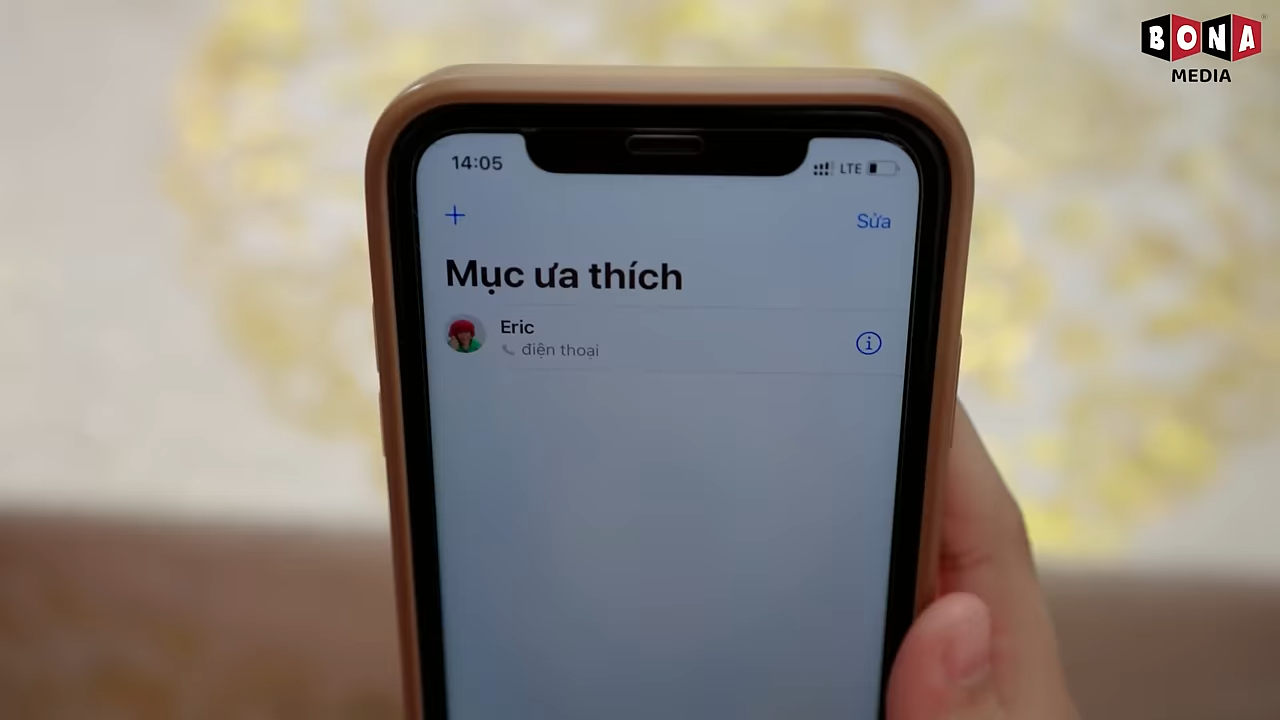 BONA
MEDIA
14:05
LTE
+
Sửa
Mục ưa thích
Eric
điện thoại